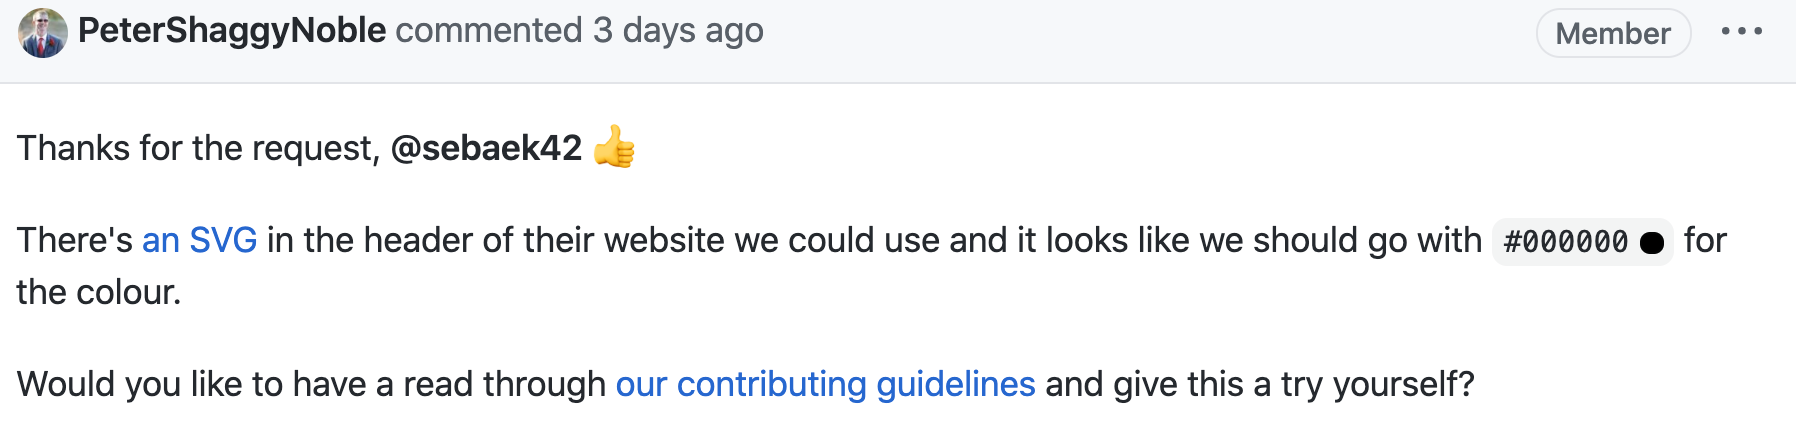 PeterShaggyNoble commented 3 days ago Member
Thanks for the request, @sebaek42 👍
There's an SVG in the header of their website we could use and it looks like we should go with #000000 for
the colour.
Would you like to have a read through our contributing guidelines and give this a try yourself?